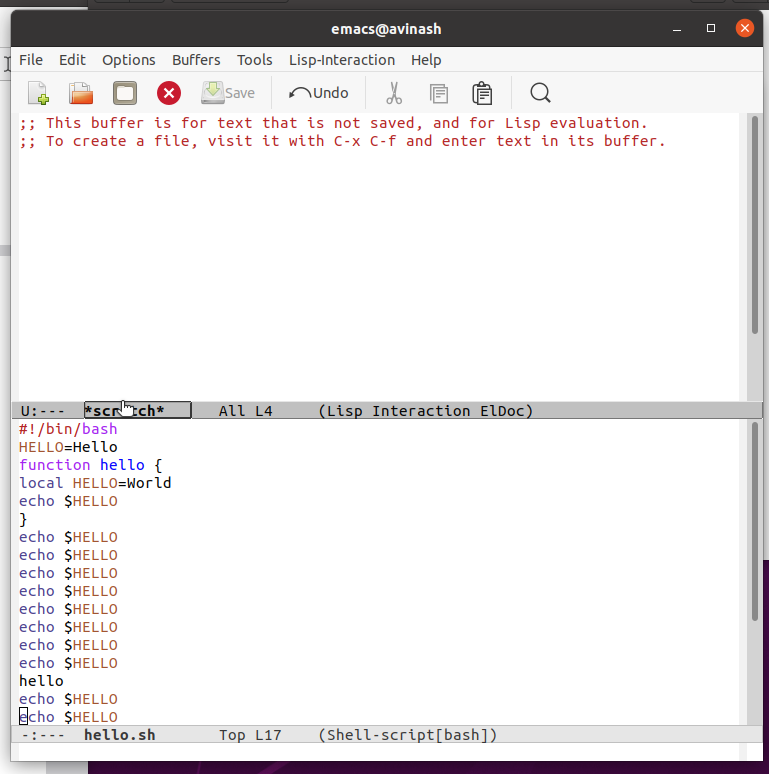 emacs@avinash
File Edit Options Buffers Tools Lisp-Interaction Help
Save Undo
;; This buffer is for text that is not saved, and for Lisp evaluation.
;; To create a file, visit it with C-x C-f and enter text in its buffer.
U:--- *scratch* All L4 (Lisp Interaction ElDoc)
#!/bin/bash
HELLO=Hello
function hello {
local HELLO=World
echo $HELLO
}
echo $HELLO
echo $HELLO
echo $HELLO
echo $HELLO
echo $HELLO
echo $HELLO
echo $HELLO
echo $HELLO
hello
echo $HELLO
echo $HELLO
-:--- hello.sh Top L17 (Shell-script[bash])